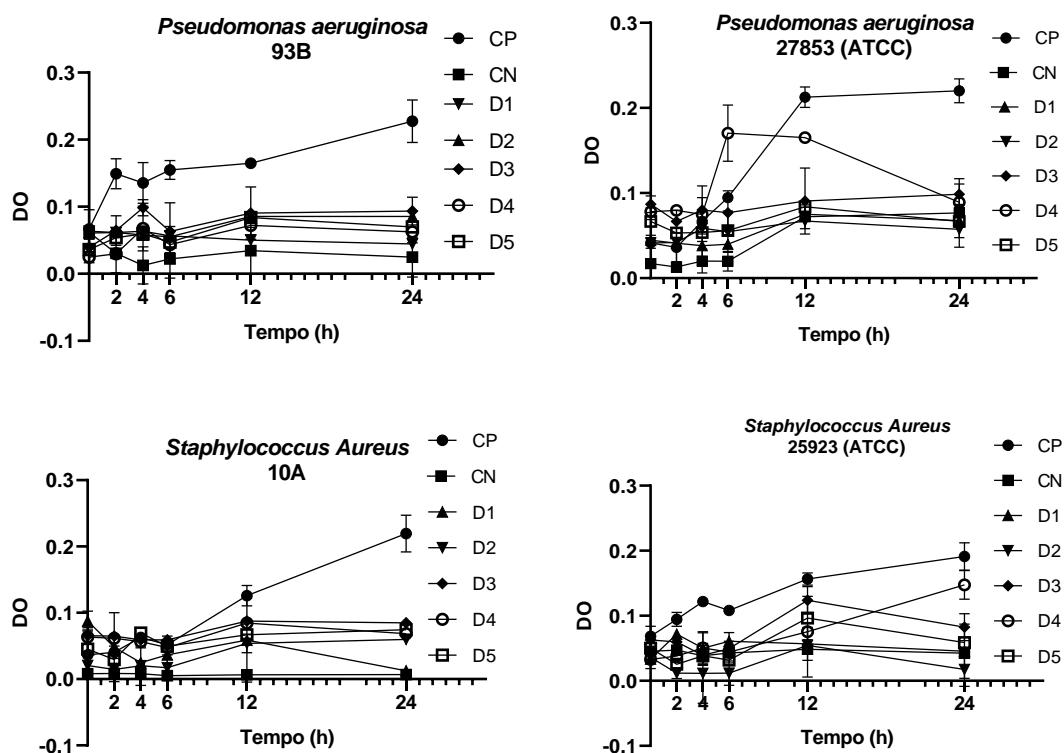 Pseudomonas aeruginosa
93B
DO
0.3
0.2
0.1
0.0
-0.1
2 4 6 12 24
Tempo (h)
CP
CN
D1
D2
D3
D4
D5
Pseudomonas aeruginosa
27853 (ATCC)
DO
0.3
0.2
0.1
0.0
2 4 6 12 24
Tempo (h)
CP
CN
D1
D2
D3
D4
D5
Staphylococcus Aureus
10A
DO
0.3
0.2
0.1
0.0
-0.1
2 4 6 12 24
Tempo (h)
CP
CN
D1
D2
D3
D4
D5
Staphylococcus Aureus
25923 (ATCC)
DO
0.3
0.2
0.1
0.0
-0.1
2 4 6 12 24
Tempo (h)
CP
CN
D1
D2
D3
D4
D5